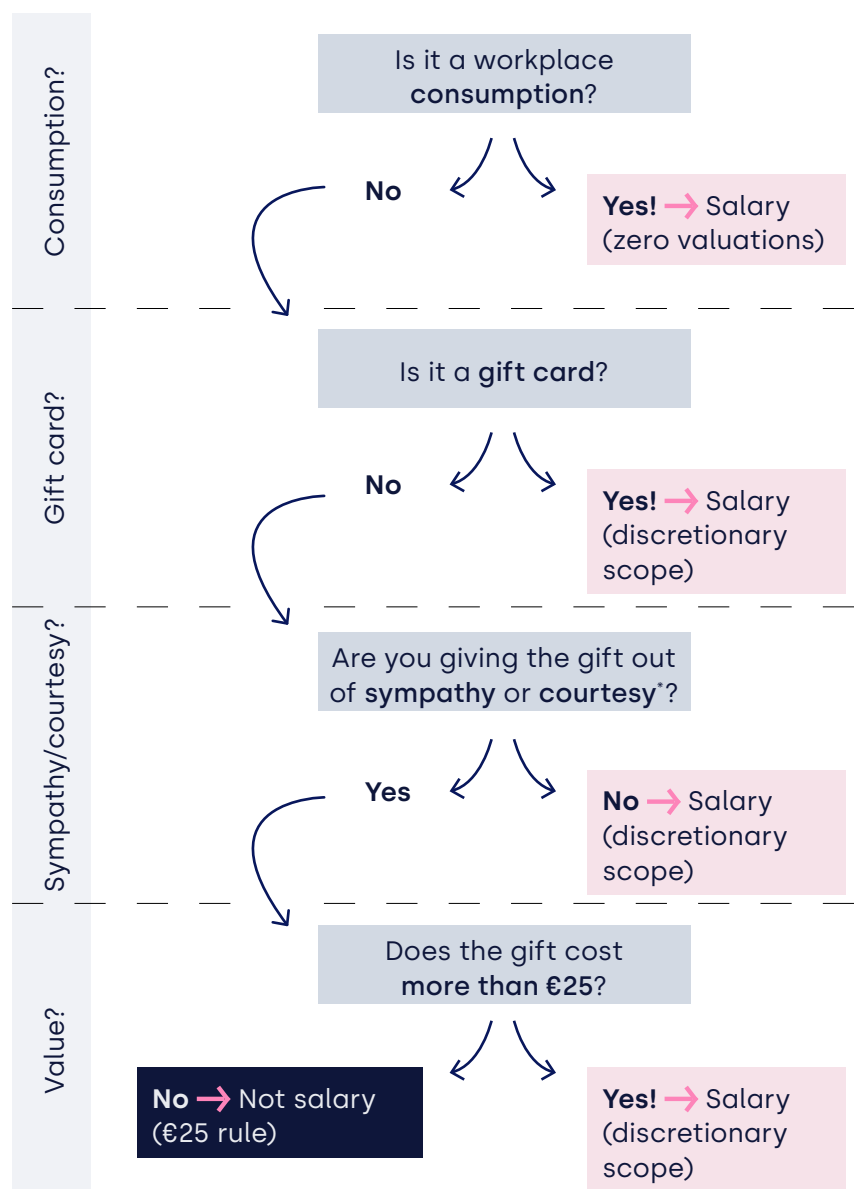 Consumption?
Is it a workplace
consumption?
No
Yes! → Salary
(zero valuations)
Gift card?
Is it a gift card?
No
Yes! → Salary
(discretionary
scope)
Sympathy/courtesy?
Are you giving the gift out
of sympathy or courtesy*?
Yes
No → Salary
(discretionary
scope)
Value?
Does the gift cost
more than €25?
No → Not salary
(€25 rule)
Yes! → Salary
(discretionary
scope)